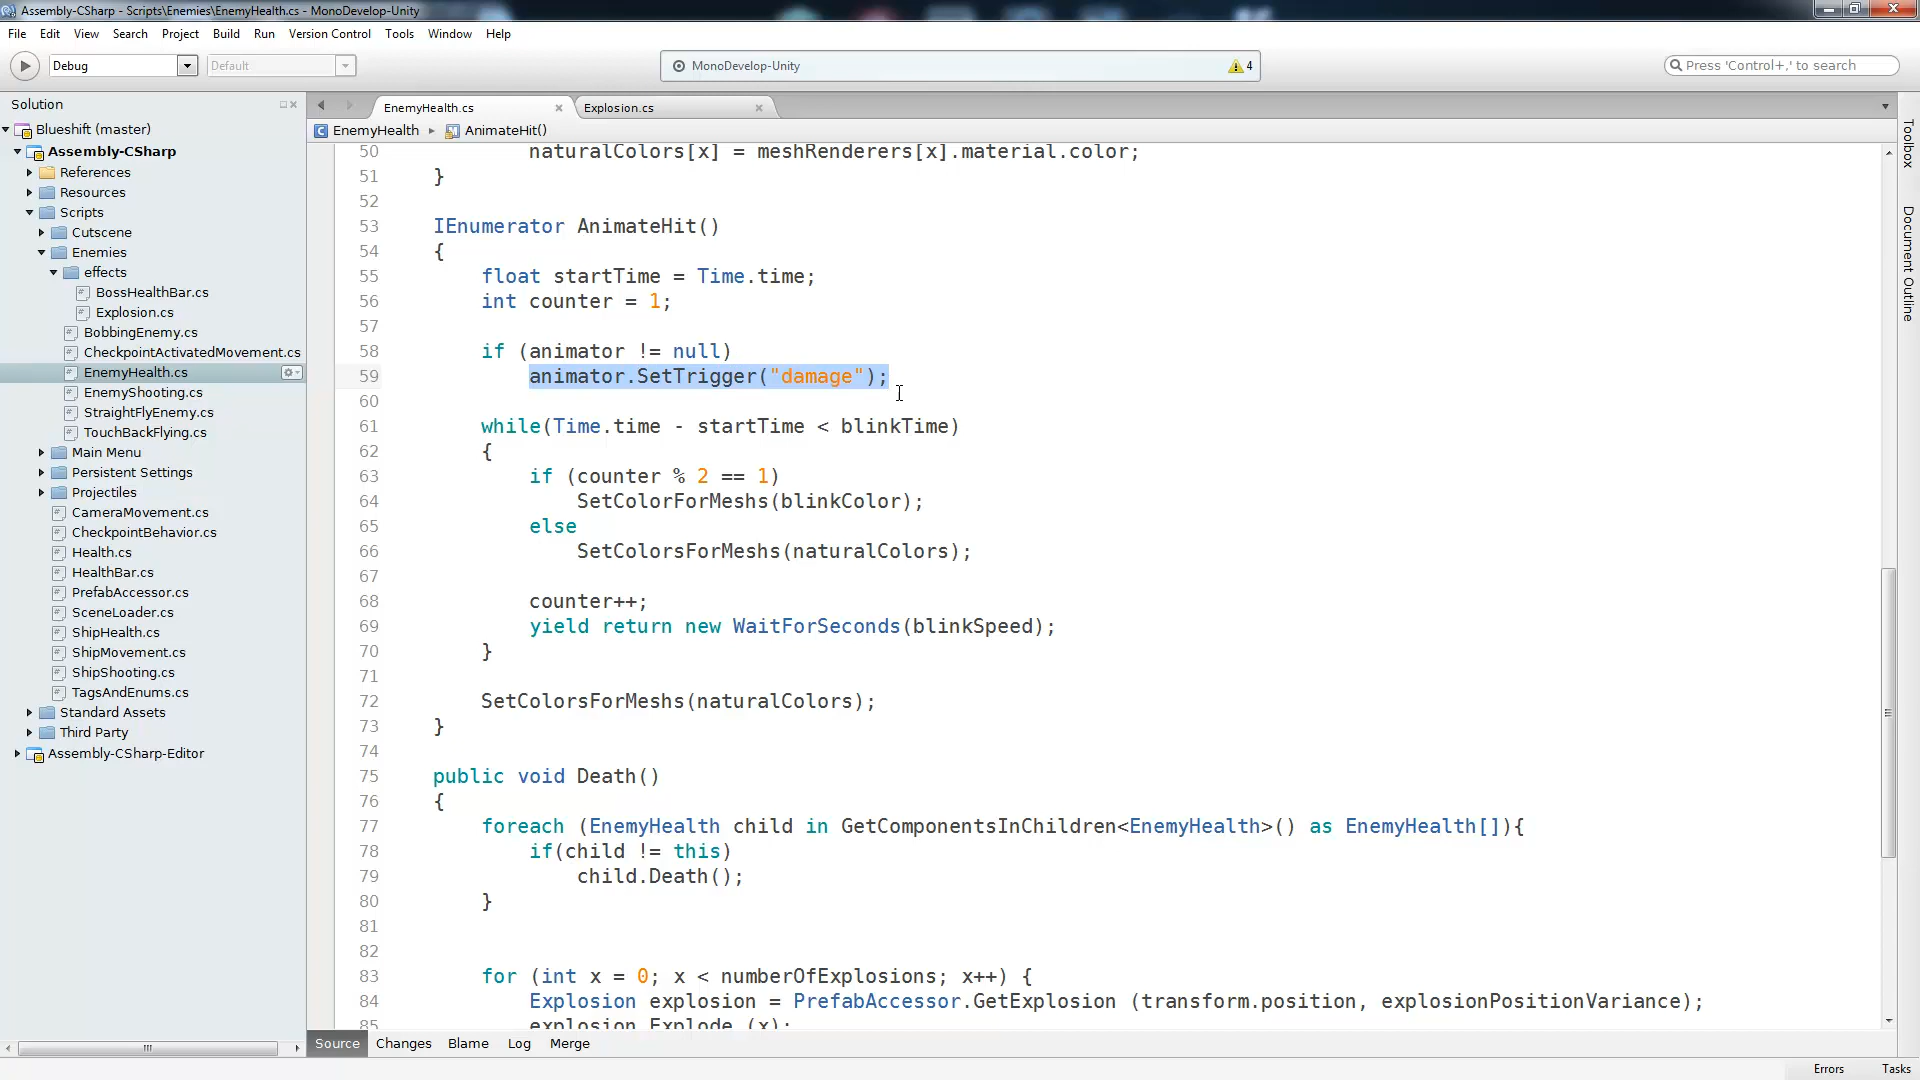 Assembly-CSharp - Scripts\Enemies\EnemyHealth.cs - MonoDevelop-Unity
File Edit View Search Project Build Run Version Control Tools Window Help
Debug Default MonoDevelop-Unity 4 Press 'Control+,' to search
Solution
Blueshift (master)
Assembly-CSharp
References
Resources
Scripts
Cutscene
Enemies
effects
BossHealthBar.cs
Explosion.cs
BobbingEnemy.cs
CheckpointActivatedMovement.cs
EnemyHealth.cs
EnemyShooting.cs
StraightFlyEnemy.cs
TouchBackFlying.cs
Main Menu
Persistent Settings
Projectiles
CameraMovement.cs
CheckpointBehavior.cs
Health.cs
HealthBar.cs
PrefabAccessor.cs
SceneLoader.cs
ShipHealth.cs
ShipMovement.cs
ShipShooting.cs
TagsAndEnums.cs
Standard Assets
Third Party
Assembly-CSharp-Editor
EnemyHealth.cs Explosion.cs
EnemyHealth AnimateHit()
50 naturalColors[x] = meshRenderers[x].material.color;
51 }
52
53 IEnumerator AnimateHit()
54 {
55 float startTime = Time.time;
56 int counter = 1;
57
58 if (animator != null)
59 animator.SetTrigger("damage");
60
61 while(Time.time - startTime < blinkTime)
62 {
63 if (counter % 2 == 1)
64 SetColorForMeshs(blinkColor);
65 else
66 SetColorsForMeshs(naturalColors);
67
68 counter++;
69 yield return new WaitForSeconds(blinkSpeed);
70 }
71
72 SetColorsForMeshs(naturalColors);
73 }
74
75 public void Death()
76 {
77 foreach (EnemyHealth child in GetComponentsInChildren<EnemyHealth>() as EnemyHealth[]){
78 if(child != this)
79 child.Death();
80 }
81
82
83 for (int x = 0; x < numberOfExplosions; x++) {
84 Explosion explosion = PrefabAccessor.GetExplosion (transform.position, explosionPositionVariance);
85 explosion.Explode (x);
Source Changes Blame Log Merge
Toolbox
Document Outline
Errors Tasks